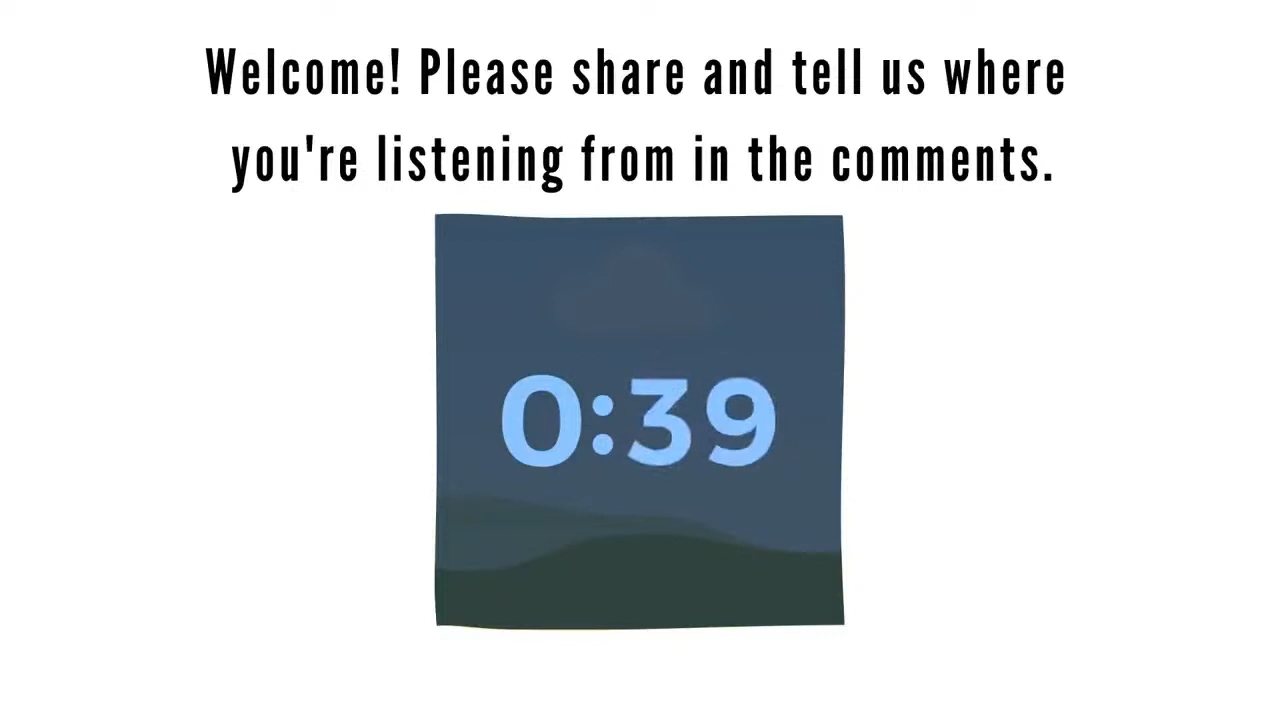 Welcome! Please share and tell us where
you're listening from in the comments.
0:39